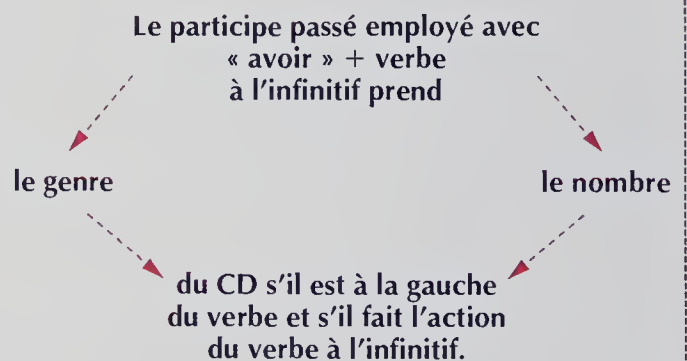 Le participe passé employé avec
« avoir » + verbe
à l'infinitif prend
le genre
le nombre
du CD s'il est à la gauche
du verbe et s'il fait l'action
du verbe à l'infinitif.